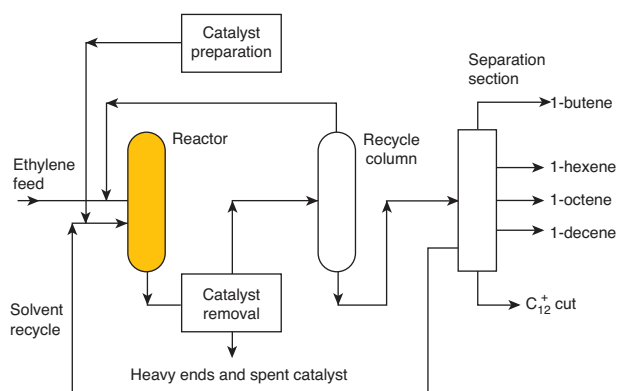 Catalyst
preparation
Separation
section
1-butene
Reactor
Recycle
column
Ethylene
feed
1-hexene
1-octene
1-decene
Solvent
recycle
Catalyst
removal
C₁₂⁺ cut
Heavy ends and spent catalyst